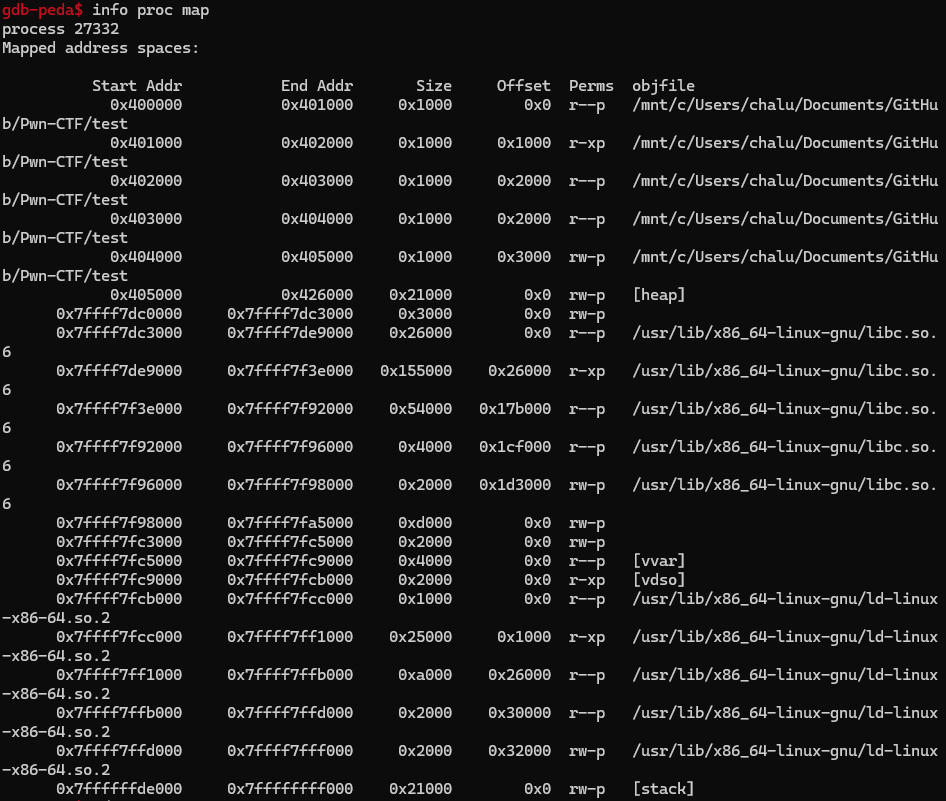 gdb-peda$ info proc map
process 27332
Mapped address spaces:
Start Addr End Addr Size Offset Perms objfile
0x400000 0x401000 0x1000 0x0 r--p /mnt/c/Users/chalu/Documents/GitHu
b/Pwn-CTF/test
0x401000 0x402000 0x1000 0x1000 r-xp /mnt/c/Users/chalu/Documents/GitHu
b/Pwn-CTF/test
0x402000 0x403000 0x1000 0x2000 r--p /mnt/c/Users/chalu/Documents/GitHu
b/Pwn-CTF/test
0x403000 0x404000 0x1000 0x2000 r--p /mnt/c/Users/chalu/Documents/GitHu
b/Pwn-CTF/test
0x404000 0x405000 0x1000 0x3000 rw-p /mnt/c/Users/chalu/Documents/GitHu
b/Pwn-CTF/test
0x405000 0x426000 0x21000 0x0 rw-p [heap]
0x7ffff7dc0000 0x7ffff7dc3000 0x3000 0x0 rw-p
0x7ffff7dc3000 0x7ffff7de9000 0x26000 0x0 r--p /usr/lib/x86_64-linux-gnu/libc.so.
6
0x7ffff7de9000 0x7ffff7f3e000 0x155000 0x26000 r-xp /usr/lib/x86_64-linux-gnu/libc.so.
6
0x7ffff7f3e000 0x7ffff7f92000 0x54000 0x17b000 r--p /usr/lib/x86_64-linux-gnu/libc.so.
6
0x7ffff7f92000 0x7ffff7f96000 0x4000 0x1cf000 r--p /usr/lib/x86_64-linux-gnu/libc.so.
6
0x7ffff7f96000 0x7ffff7f98000 0x2000 0x1d3000 rw-p /usr/lib/x86_64-linux-gnu/libc.so.
6
0x7ffff7f98000 0x7ffff7fa5000 0xd000 0x0 rw-p
0x7ffff7fc3000 0x7ffff7fc5000 0x2000 0x0 rw-p
0x7ffff7fc5000 0x7ffff7fc9000 0x4000 0x0 r--p [vvar]
0x7ffff7fc9000 0x7ffff7fcb000 0x2000 0x0 r-xp [vdso]
0x7ffff7fcb000 0x7ffff7fcc000 0x1000 0x0 r--p /usr/lib/x86_64-linux-gnu/ld-linux
-x86-64.so.2
0x7ffff7fcc000 0x7ffff7ff1000 0x25000 0x1000 r-xp /usr/lib/x86_64-linux-gnu/ld-linux
-x86-64.so.2
0x7ffff7ff1000 0x7ffff7ffb000 0xa000 0x26000 r--p /usr/lib/x86_64-linux-gnu/ld-linux
-x86-64.so.2
0x7ffff7ffb000 0x7ffff7ffd000 0x2000 0x30000 r--p /usr/lib/x86_64-linux-gnu/ld-linux
-x86-64.so.2
0x7ffff7ffd000 0x7ffff7fff000 0x2000 0x32000 rw-p /usr/lib/x86_64-linux-gnu/ld-linux
-x86-64.so.2
0x7ffffffde000 0x7ffffffff000 0x21000 0x0 rw-p [stack]